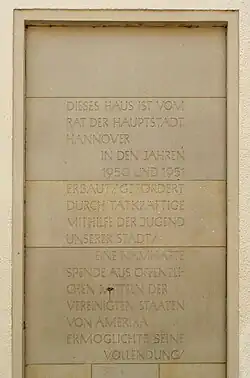 DIESES HAUS IST VOM
RAT DER HAUPTSTADT
HANNOVER
IN DEN JAHREN
1950 UND 1951
ERBAUT/GEFÖRDERT
DURCH TATKRÄFTIGE
MITHILFE DER JUGEND
UNSERER STADT/
EINE NAMHAFTE
SPENDE AUS ÖFFENTLI-
CHEN MITTELN DER
VEREINIGTEN STAATEN
VON AMERIKA
ERMÖGLICHTE SEINE
VOLLENDUNG/